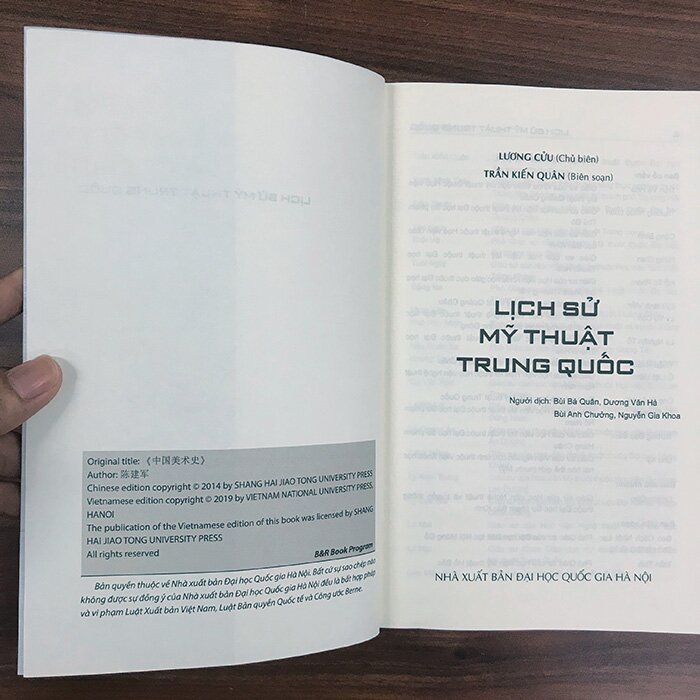 Original title: 《中国美术史》
Author: 陈建军
Chinese edition copyright © 2014 by SHANG HAI JIAO TONG UNIVERSITY PRESS
Vietnamese edition copyright © 2019 by VIETNAM NATIONAL UNIVERSITY PRESS,
HANOI
The pubiication of the Vietnamese edition of this book was licensed by SHANG
HAI JIAO TONG UNIVERSITY PRESS
All rights reserved
B&R Book Program
Bản quyền thuộc về Nhà xuất bản Đại học Quốc gia Hà Nội. Bất cứ sự sao chép nào
không được sự đồng ý của Nhà xuất bản Đại học Quốc gia Hà Nội đều là bất hợp pháp
và vi phạm Luật Xuất bản Việt Nam, Luật Bản quyền Quốc tế và Công ước Berne.
LƯƠNG CỬU (Chủ biên)
TRẦN KIẾN QUÂN (Biên soạn)
LỊCH SỬ
MỸ THUẬT
TRUNG QUỐC
Người dịch: Bùi Bá Quân, Dương Văn Hà
Bùi Anh Chưởng, Nguyễn Gia Khoa
NHÀ XUẤT BẢN ĐẠI HỌC QUỐC GIA HÀ NỘI